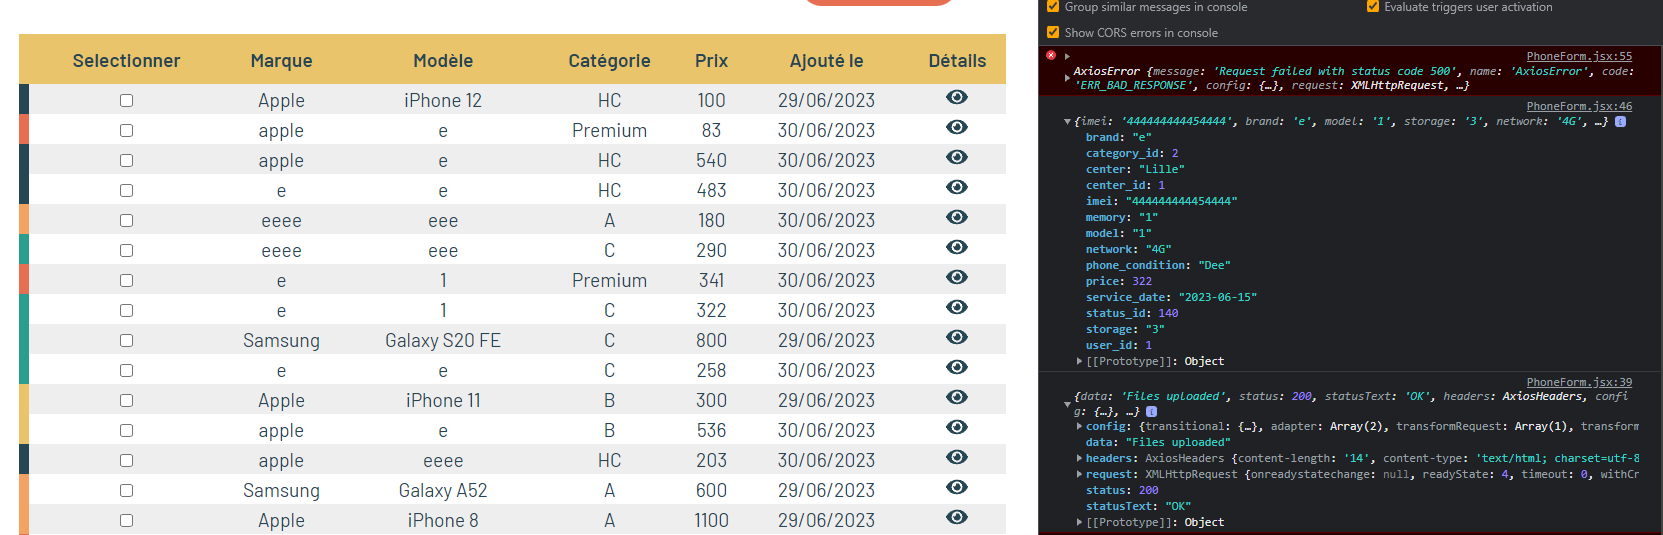 Selectionner Marque Modèle Catégorie Prix Ajouté le Détails
Apple iPhone 12 HC 100 29/06/2023
apple e Premium 83 30/06/2023
apple e HC 540 30/06/2023
e e HC 483 30/06/2023
eeee eee A 180 30/06/2023
eeee eee C 290 30/06/2023
e 1 Premium 341 30/06/2023
e 1 C 322 30/06/2023
Samsung Galaxy S20 FE C 800 29/06/2023
e e C 258 30/06/2023
Apple iPhone 11 B 300 29/06/2023
apple e B 536 30/06/2023
apple eeee HC 203 30/06/2023
Samsung Galaxy A52 A 600 29/06/2023
Apple iPhone 8 A 1100 29/06/2023
Group similar messages in console Evaluate triggers user activation
Show CORS errors in console
PhoneForm.jsx:55
AxiosError {message: 'Request failed with status code 500', name: 'AxiosError', code:
'ERR_BAD_RESPONSE', config: {…}, request: XMLHttpRequest, …}
PhoneForm.jsx:46
{imei: '444444444454444', brand: 'e', model: '1', storage: '3', network: '4G', …} i
brand: "e"
category_id: 2
center: "Lille"
center_id: 1
imei: "444444444454444"
memory: "1"
model: "1"
network: "4G"
phone_condition: "Dee"
price: 322
service_date: "2023-06-15"
status_id: 140
storage: "3"
user_id: 1
[[Prototype]]: Object
PhoneForm.jsx:39
{data: 'Files uploaded', status: 200, statusText: 'OK', headers: AxiosHeaders, confi
g: {…}, …} i
config: {transitional: {…}, adapter: Array(2), transformRequest: Array(1), transform
data: "Files uploaded"
headers: AxiosHeaders {content-length: '14', content-type: 'text/html; charset=utf-8
request: XMLHttpRequest {onreadystatechange: null, readyState: 4, timeout: 0, withCr
status: 200
statusText: "OK"
[[Prototype]]: Object